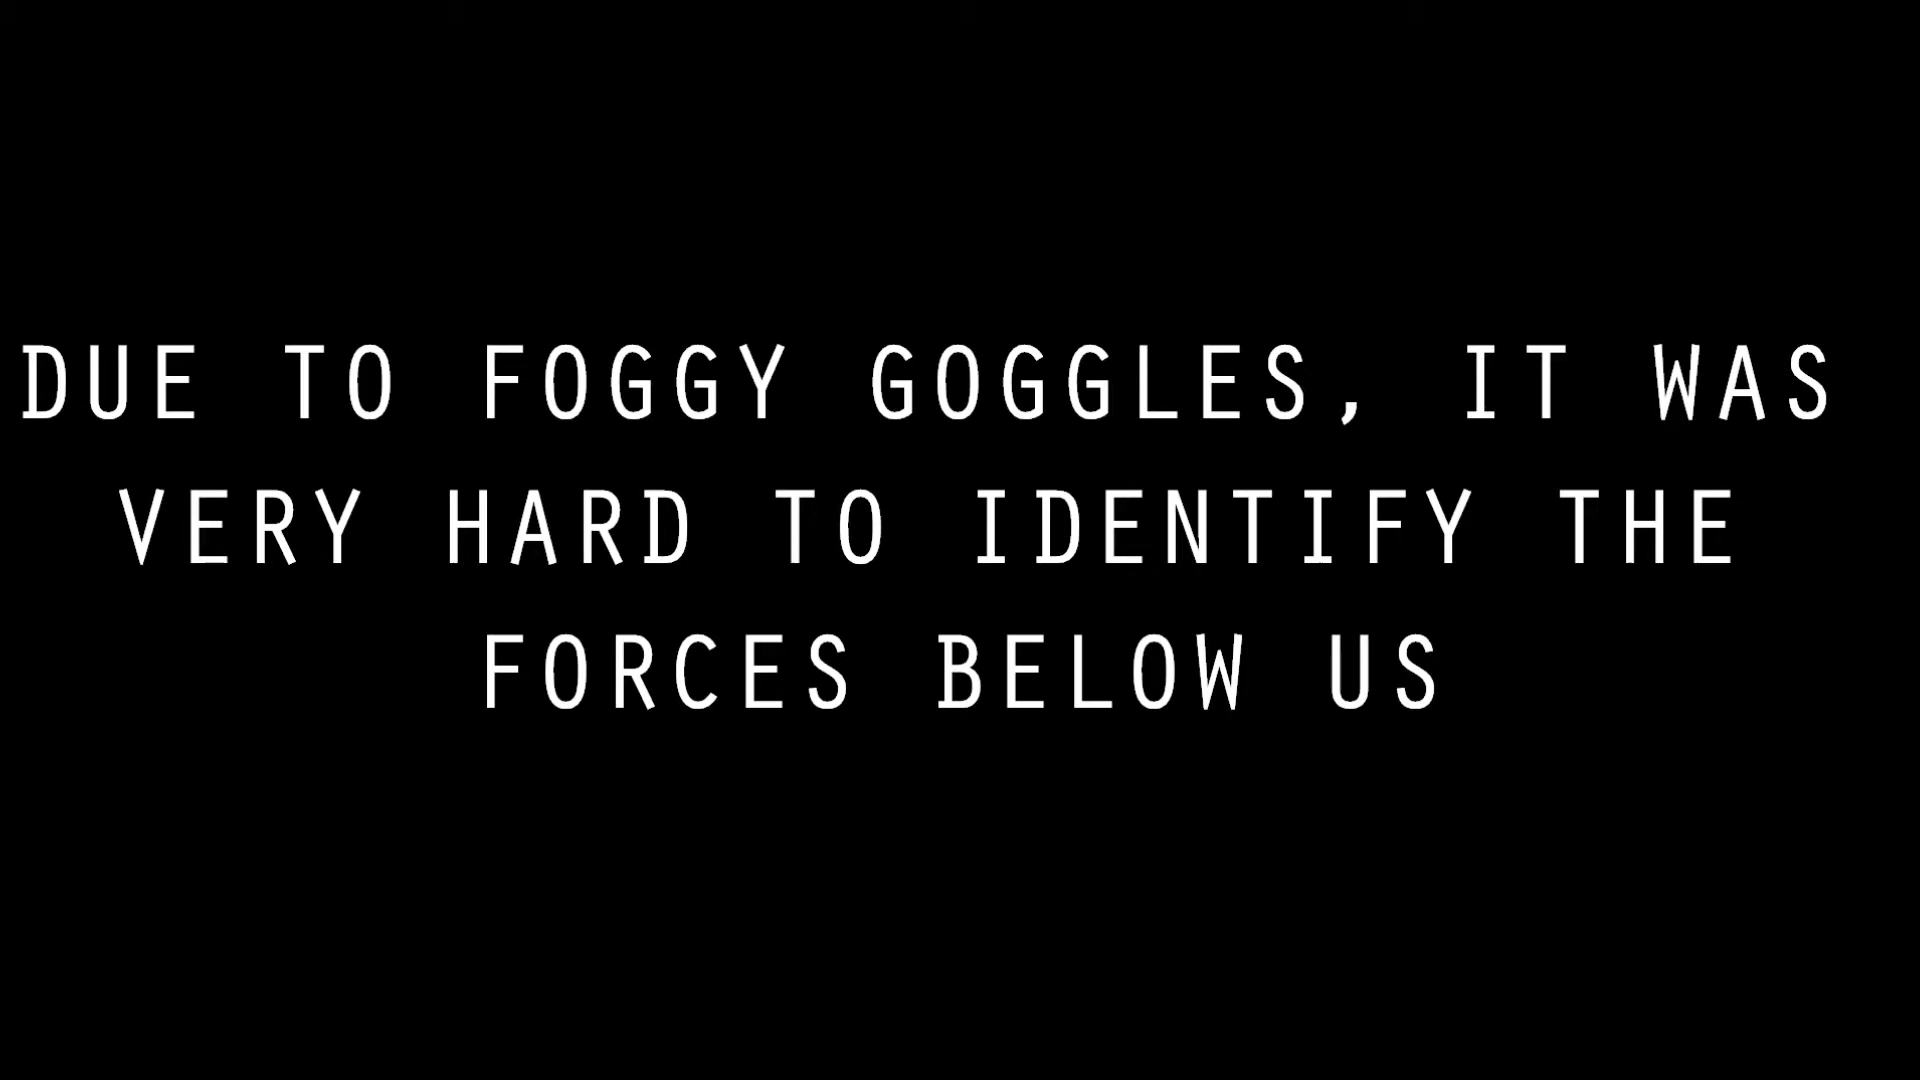 DUE TO FOGGY GOGGLES, IT WAS
VERY HARD TO IDENTIFY THE
FORCES BELOW US